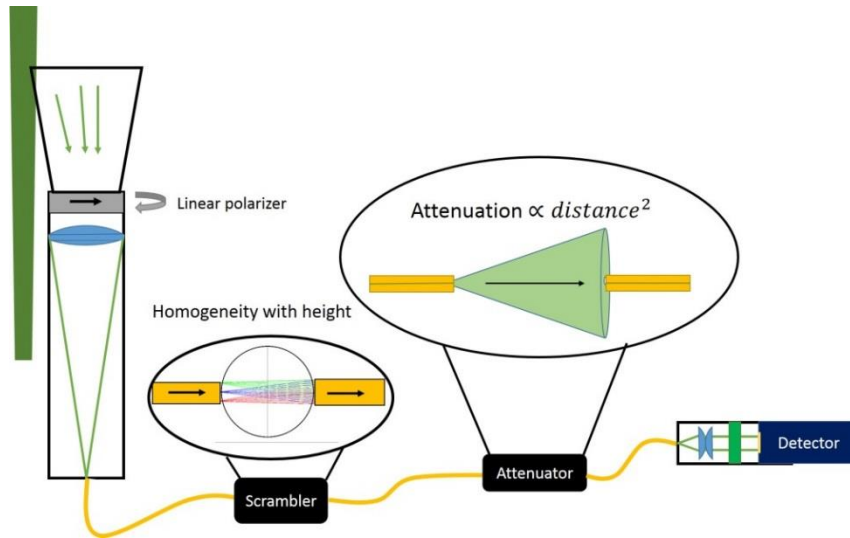 Linear polarizer
Attenuation ∝ distance²
Homogeneity with height
Scrambler
Attenuator
Detector